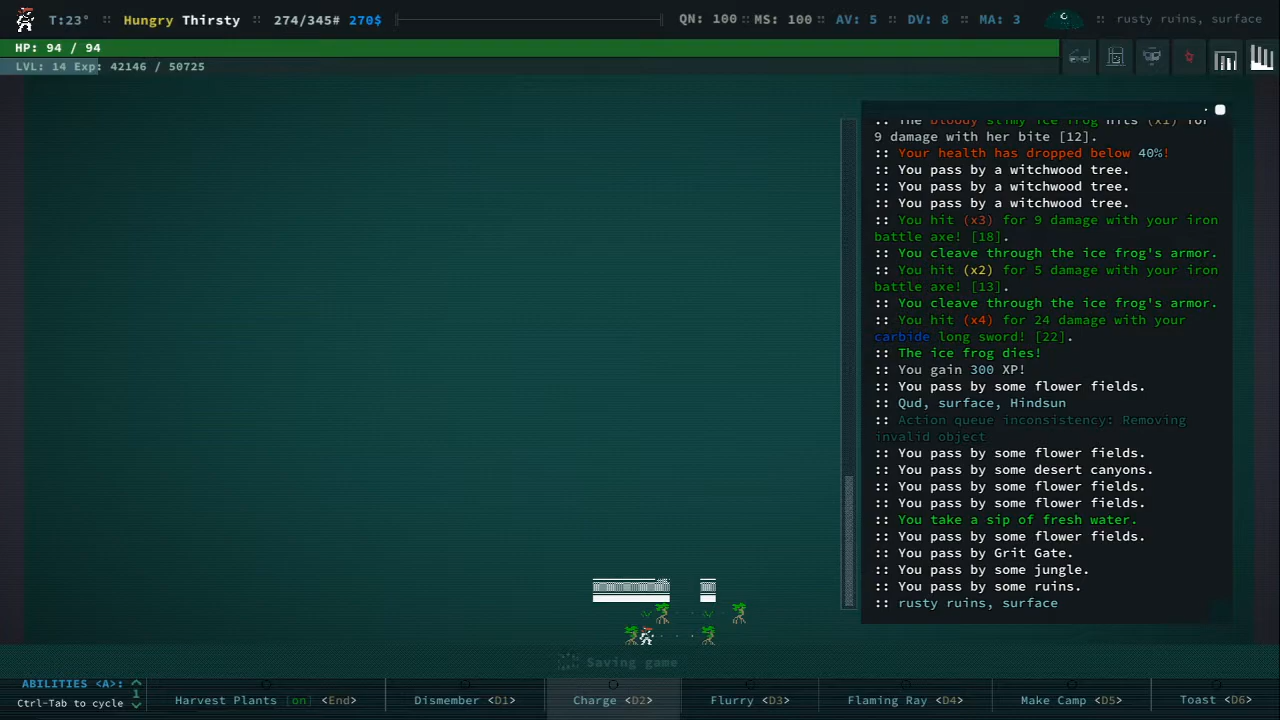 T:23° :: Hungry Thirsty :: 274/345# 270$ QN: 100 :: MS: 100 :: AV: 5 :: DV: 8 :: MA: 3 :: rusty ruins, surface
HP: 94 / 94
LVL: 14 Exp: 42146 / 50725
:: The bloody slimy ice frog hits (x1) for
9 damage with her bite [12].
:: Your health has dropped below 40%!
:: You pass by a witchwood tree.
:: You pass by a witchwood tree.
:: You pass by a witchwood tree.
:: You hit (x3) for 9 damage with your iron
battle axe! [18].
:: You cleave through the ice frog's armor.
:: You hit (x2) for 5 damage with your iron
battle axe! [13].
:: You cleave through the ice frog's armor.
:: You hit (x4) for 24 damage with your
carbide long sword! [22].
:: The ice frog dies!
:: You gain 300 XP!
:: You pass by some flower fields.
:: Qud, surface, Hindsun
:: Action queue inconsistency: Removing
invalid object
:: You pass by some flower fields.
:: You pass by some desert canyons.
:: You pass by some flower fields.
:: You pass by some flower fields.
:: You take a sip of fresh water.
:: You pass by some flower fields.
:: You pass by Grit Gate.
:: You pass by some jungle.
:: You pass by some ruins.
:: rusty ruins, surface
Saving game
ABILITIES <A>:
Ctrl-Tab to cycle
1
Harvest Plants [on] <End>
Dismember <D1>
Charge <D2>
Flurry <D3>
Flaming Ray <D4>
Make Camp <D5>
Toast <D6>